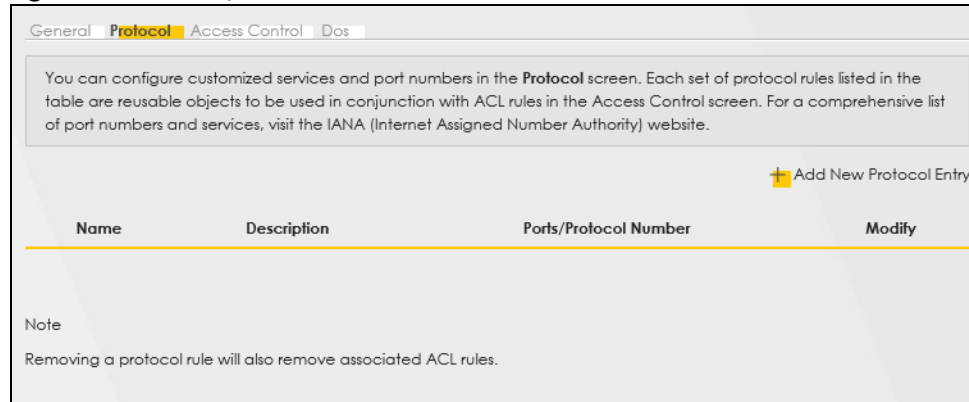 General Protocol Access Control Dos
You can configure customized services and port numbers in the Protocol screen. Each set of protocol rules listed in the
table are reusable objects to be used in conjunction with ACL rules in the Access Control screen. For a comprehensive list
of port numbers and services, visit the IANA (Internet Assigned Number Authority) website.
+ Add New Protocol Entry
Name Description Ports/Protocol Number Modify
Note
Removing a protocol rule will also remove associated ACL rules.